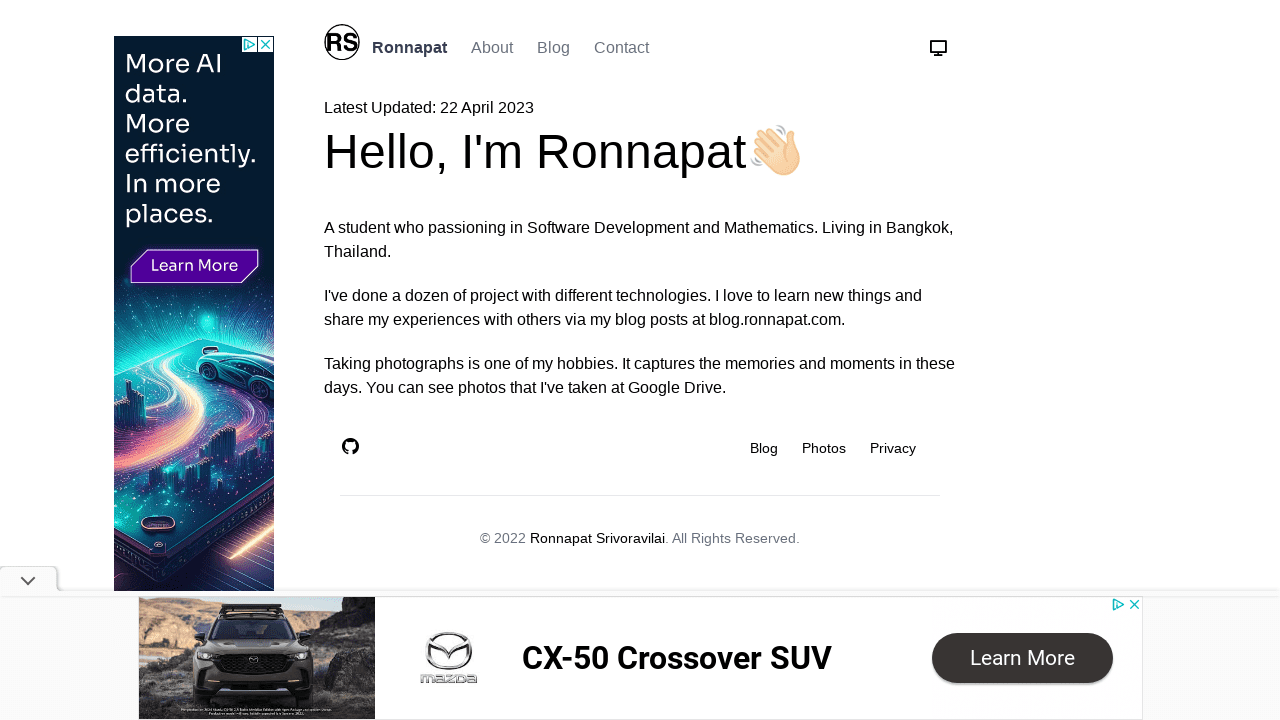 RS
Ronnapat About Blog Contact
Latest Updated: 22 April 2023
Hello, I'm Ronnapat👋🏻
A student who passioning in Software Development and Mathematics. Living in Bangkok,
Thailand.
I've done a dozen of project with different technologies. I love to learn new things and
share my experiences with others via my blog posts at blog.ronnapat.com.
Taking photographs is one of my hobbies. It captures the memories and moments in these
days. You can see photos that I've taken at Google Drive.
Blog Photos Privacy
© 2022 Ronnapat Srivoravilai. All Rights Reserved.
More AI
data.
More
efficiently.
In more
places.
Learn More
mazda
CX-50 Crossover SUV
Learn More